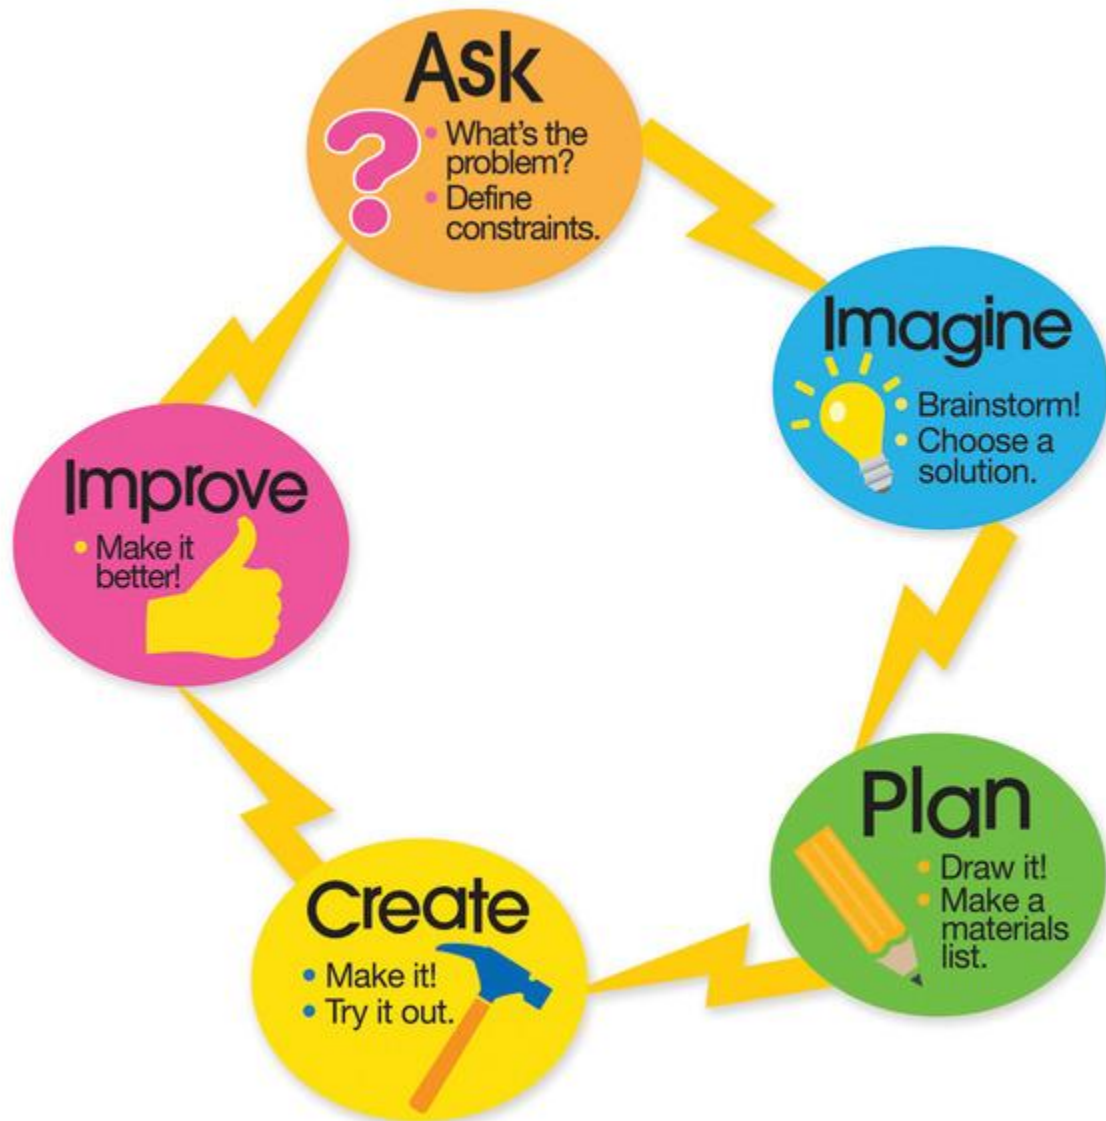 Ask
• What's the
problem?
• Define
constraints.
Imagine
• Brainstorm!
• Choose a
solution.
Plan
• Draw it!
• Make a
materials
list.
Create
• Make it!
• Try it out.
Improve
• Make it
better!